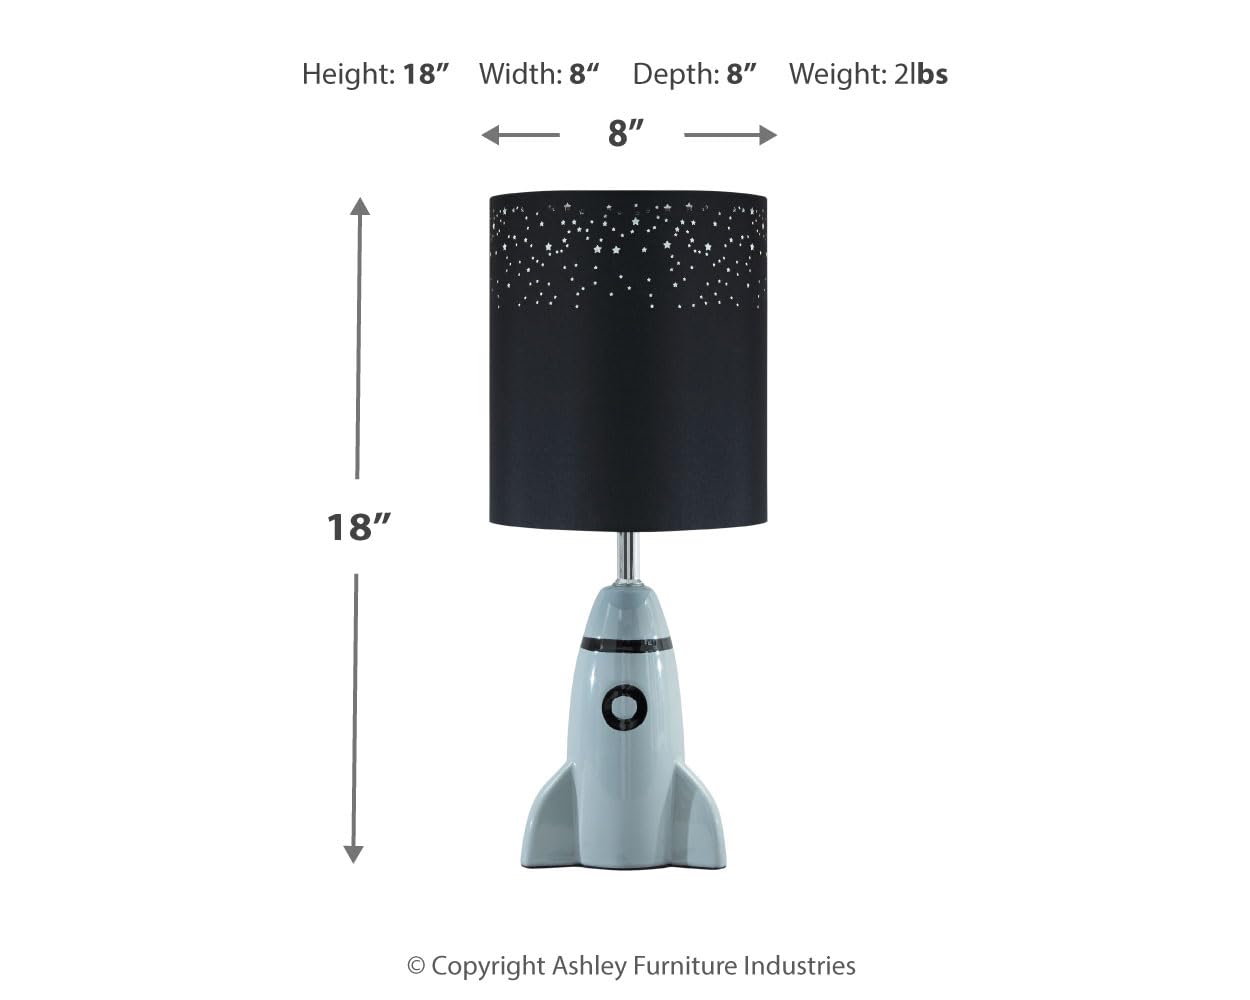 Height: 18” Width: 8“ Depth: 8” Weight: 2lbs
8”
18”
© Copyright Ashley Furniture Industries